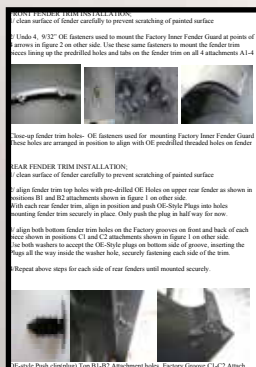 FRONT FENDER TRIM INSTALLATION;
1/ clean surface of fender carefully to prevent scratching of painted surface
2/ Undo 4, 9/32" OE fasteners used to mount the Factory Inner Fender Guard at points of
4 arrows in figure 2 on other side. Use these same fasteners to mount the fender trim
pieces lining up the predrilled holes and tabs on the fender trim on all 4 attachments A1-4
Close-up fender trim holes- OE fasteners used for mounting Factory Inner Fender Guard
These holes are arranged in position to align with OE predrilled threaded holes on fender
REAR FENDER TRIM INSTALLATION;
1/ clean surface of fender carefully to prevent scratching of painted surface
2/ align fender trim top holes with pre-drilled OE Holes on upper rear fender as shown in
positions B1 and B2 attachments shown in figure 1 on other side.
With each rear fender trim, align in position and push OE-Style Plugs into holes
mounting fender trim securely in place. Only push the plug in half way for now.
3/ align both bottom fender trim holes on the Factory grooves on front and back of each
piece shown in positions C1 and C2 attachments shown in figure 1 on other side.
Use both washers to accept the OE-Style plugs on bottom side of groove, inserting the
Plugs all the way inside the washer hole, securely fastening each side of the trim.
4/Repeat above steps for each side of rear fenders until mounted securely.
OE-style Push clip(plug) Top B1-B2 Attachment holes Factory Groove C1-C2 Attach